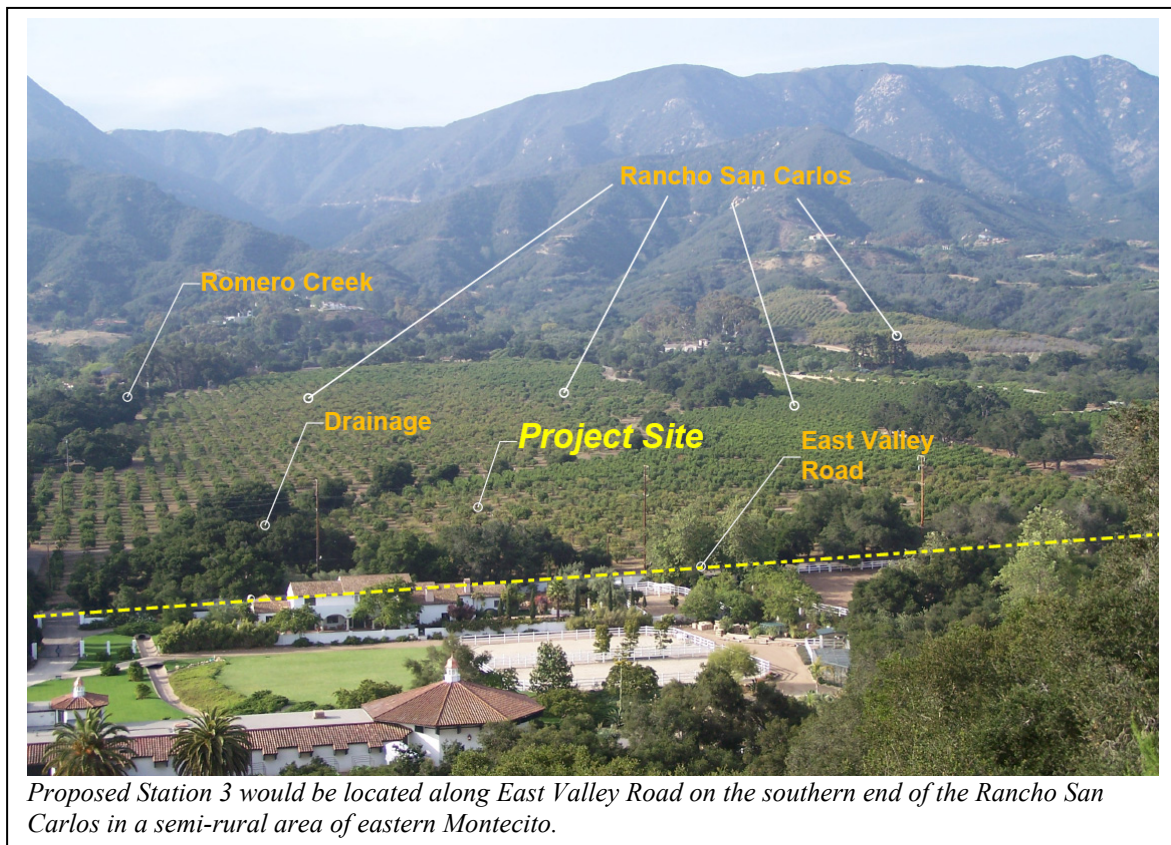 Rancho San Carlos
Romero Creek
Drainage
Project Site
East Valley
Road
Proposed Station 3 would be located along East Valley Road on the southern end of the Rancho San
Carlos in a semi-rural area of eastern Montecito.